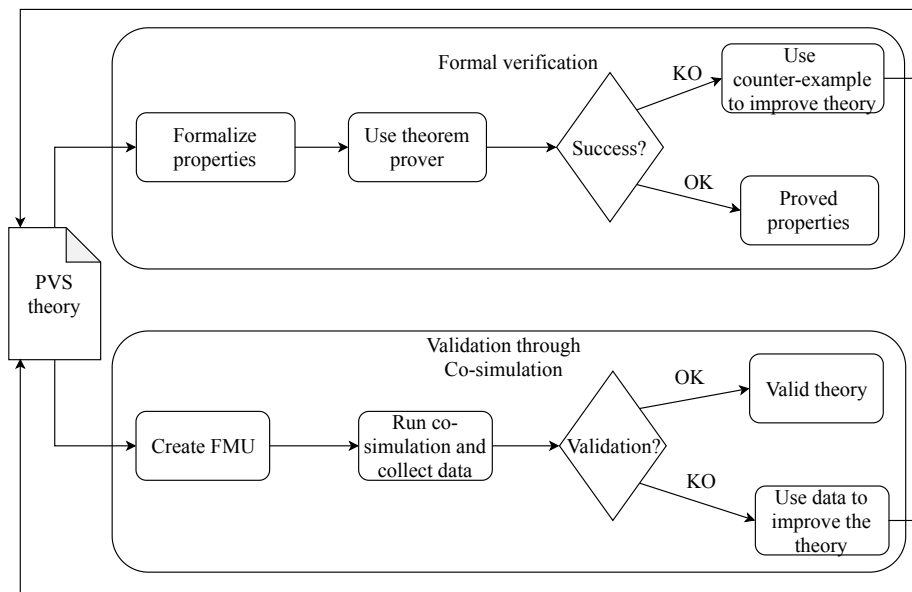 Formal verification
KO
Use
counter-example
to improve theory
Formalize
properties
Use theorem
prover
Success?
OK
Proved
properties
PVS
theory
Validation through
Co-simulation
OK
Valid theory
Create FMU
Run co-
simulation and
collect data
Validation?
KO
Use data to
improve the
theory